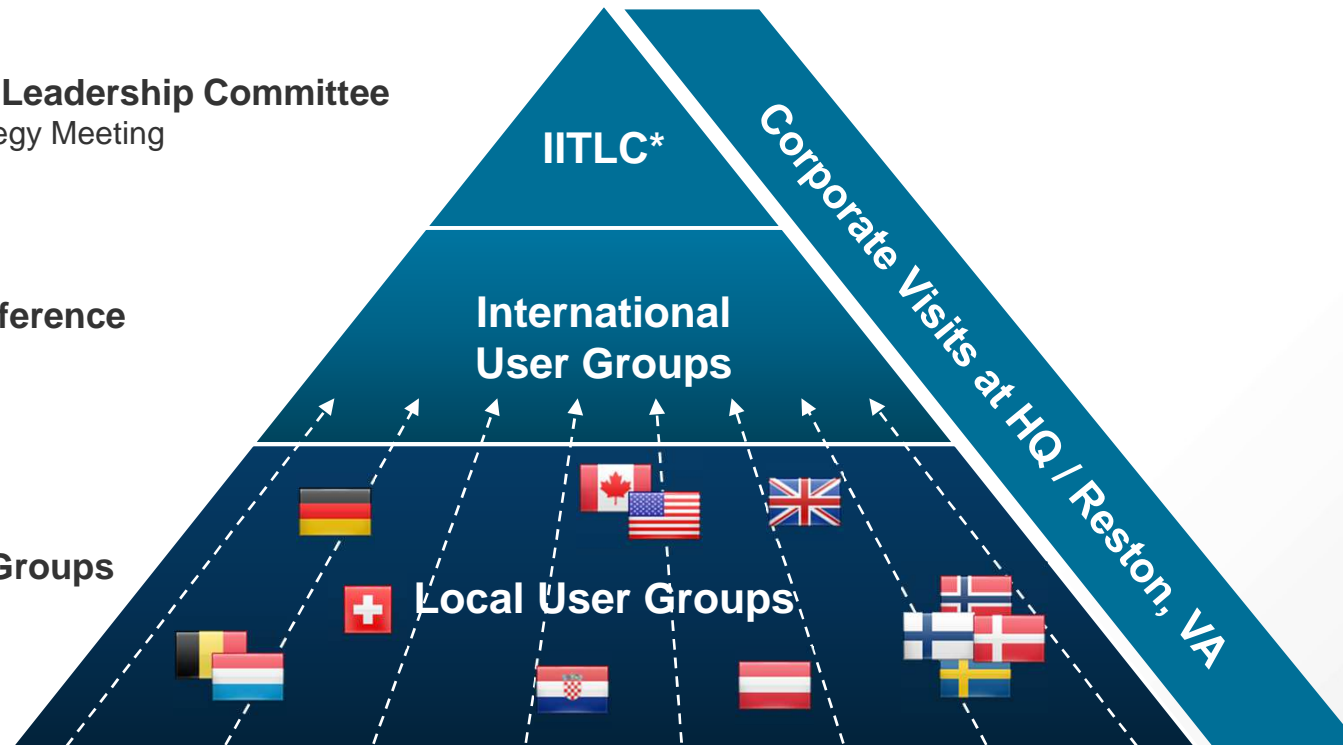 Leadership Committee
egy Meeting
IITLC*
ference
International
User Groups
Groups
Local User Groups
Corporate Visits at HQ / Reston, VA